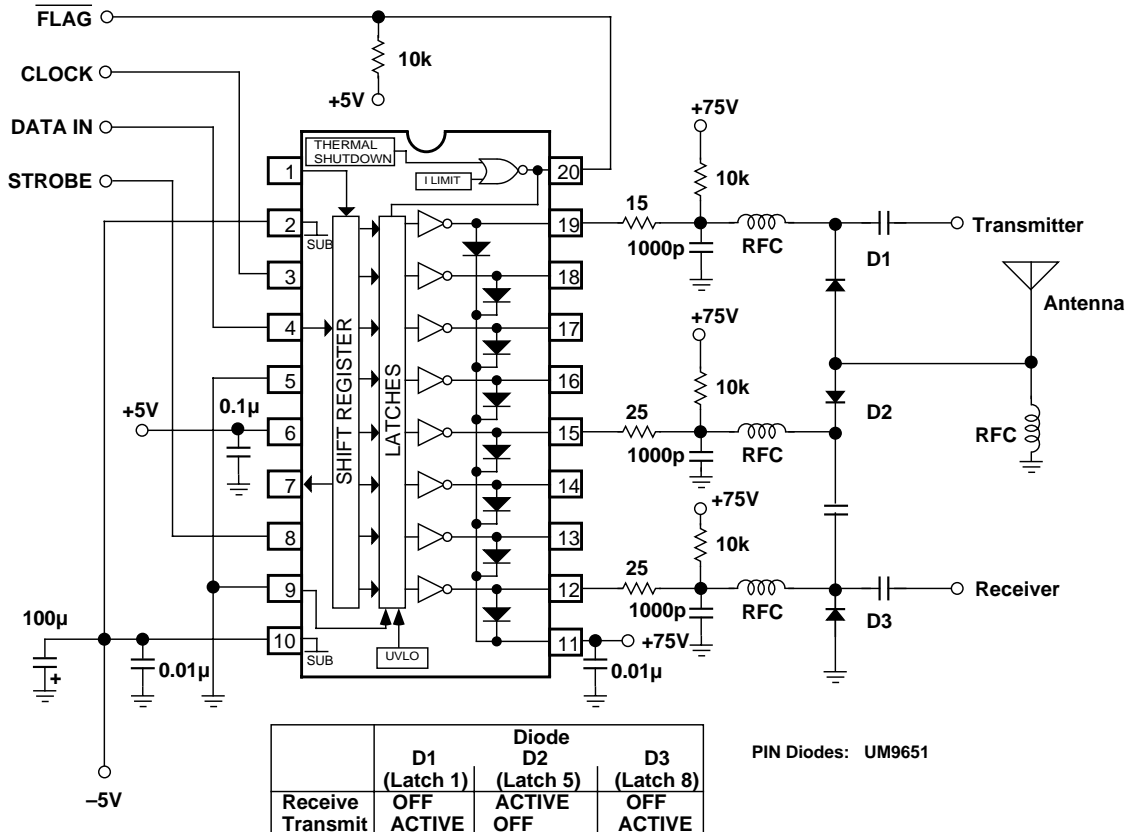 FLAG
10k
CLOCK
+5V
DATA IN
STROBE
THERMAL
SHUTDOWN
I LIMIT
1
20
+75V
10k
15
2
SUB
19
1000p
RFC
Transmitter
D1
3
18
Antenna
4
17
+75V
5
16
10k
D2
+5V
0.1µ
25
6
15
1000p
RFC
RFC
SHIFT REGISTER
LATCHES
7
14
+75V
8
13
10k
25
9
12
1000p
RFC
Receiver
D3
100µ
10
SUB
UVLO
11
+75V
+
0.01µ
0.01µ
–5V
Diode
D1 D2 D3
(Latch 1) (Latch 5) (Latch 8)
Receive OFF ACTIVE OFF
Transmit ACTIVE OFF ACTIVE
PIN Diodes: UM9651